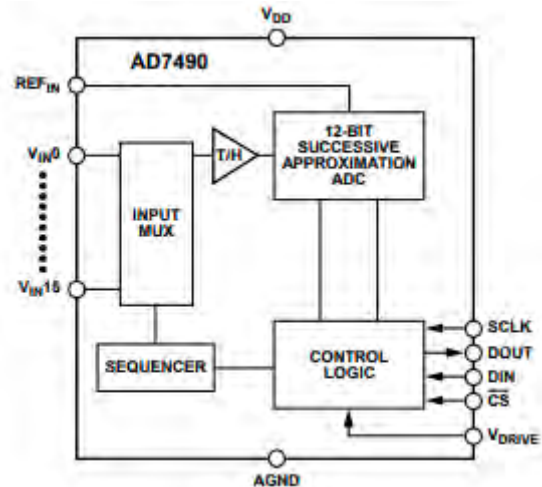 VDD
AD7490
REFIN
VIN0
T/H
12-BIT
SUCCESSIVE
APPROXIMATION
ADC
INPUT
MUX
VIN15
SCLK
SEQUENCER
CONTROL
LOGIC
DOUT
DIN
CS
VDRIVE
AGND